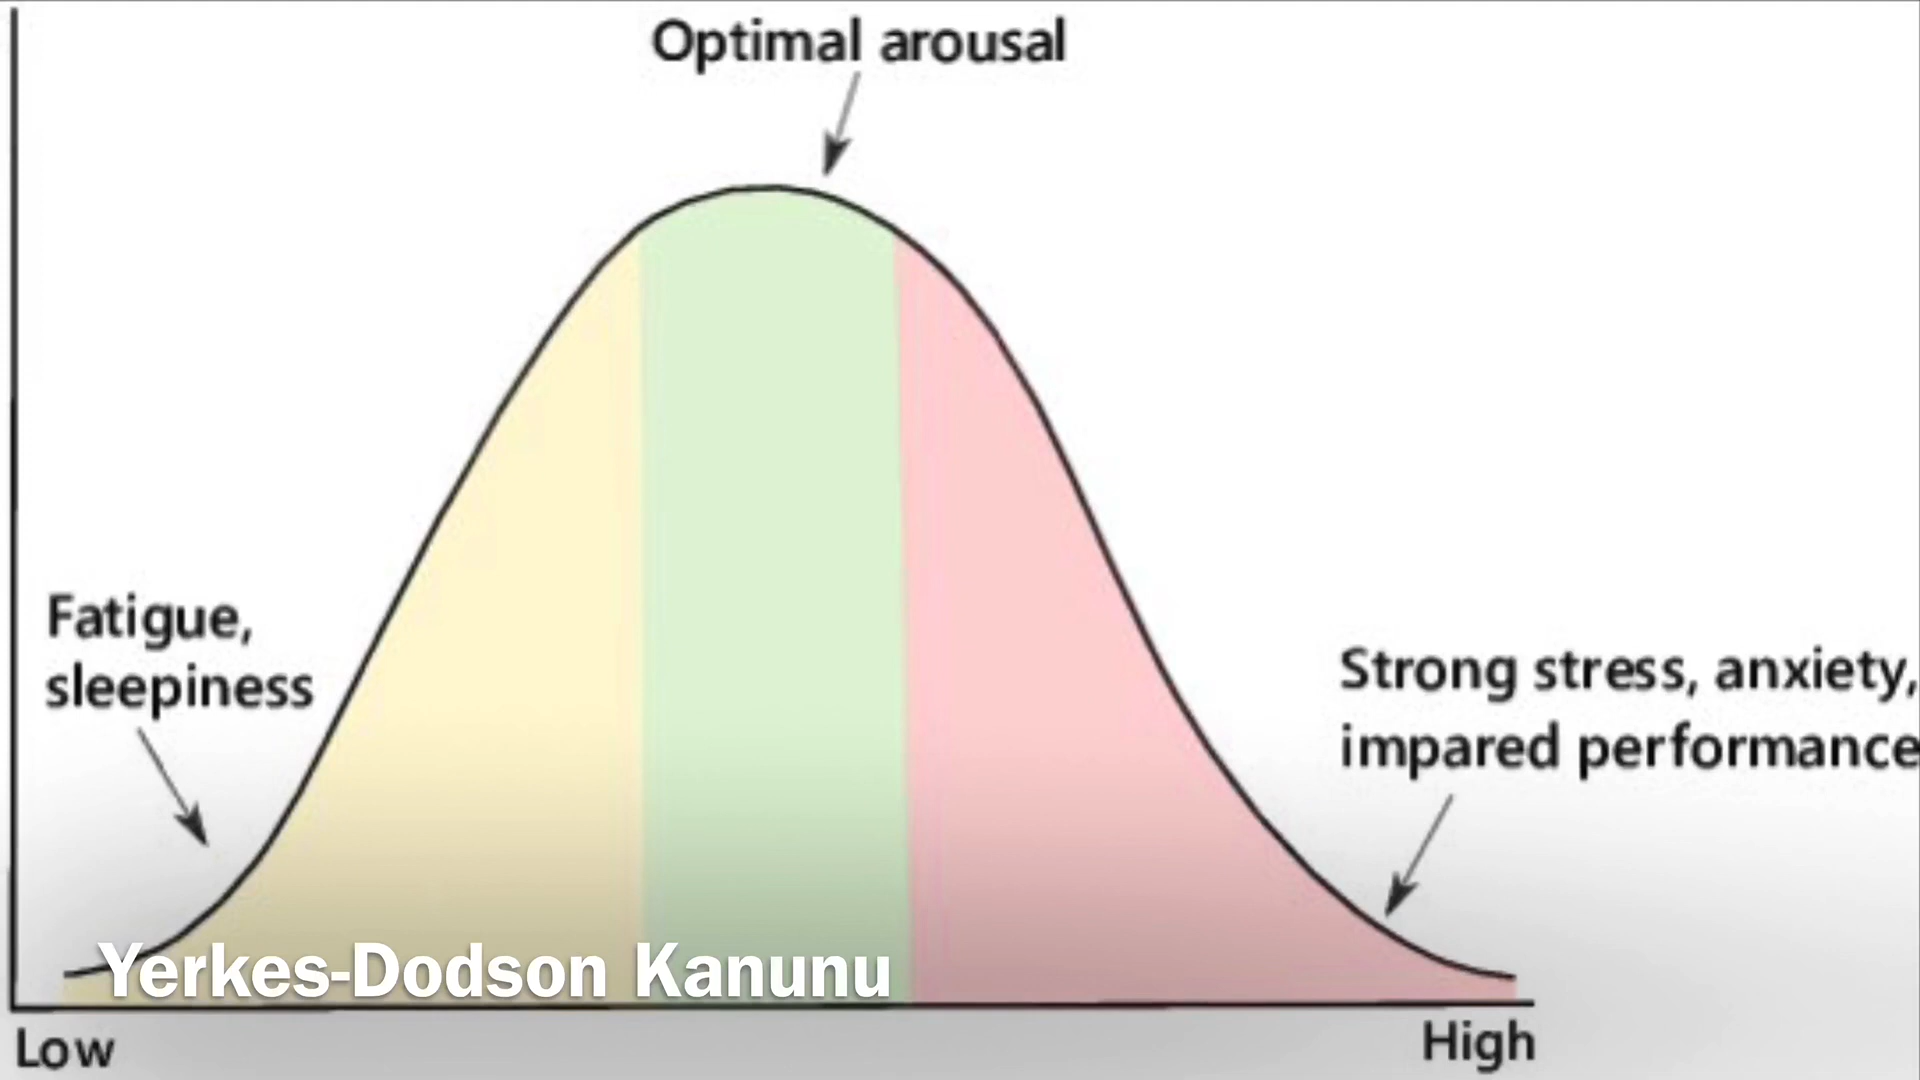 Optimal arousal
Fatigue,
sleepiness
Strong stress, anxiety,
impared performance
Yerkes-Dodson Kanunu
Low
High